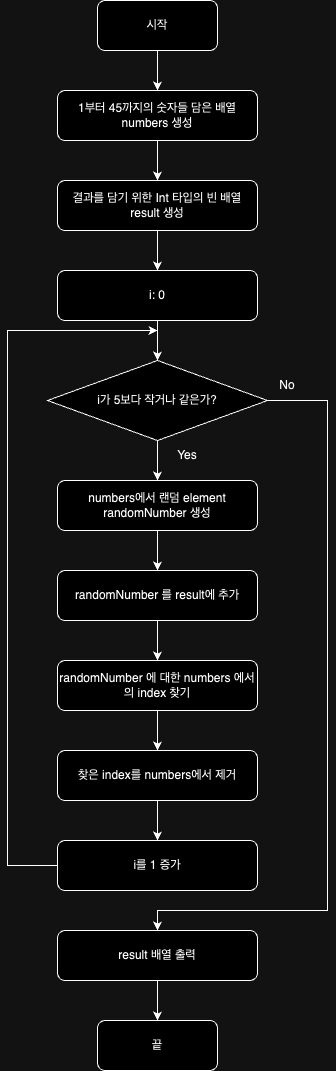 시작
1부터 45까지의 숫자들 담은 배열
numbers 생성
결과를 담기 위한 Int 타입의 빈 배열
result 생성
i: 0
i가 5보다 작거나 같은가?
No
Yes
numbers에서 랜덤 element
randomNumber 생성
randomNumber 를 result에 추가
randomNumber 에 대한 numbers 에서
의 index 찾기
찾은 index를 numbers에서 제거
i를 1 증가
result 배열 출력
끝